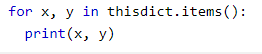 for x, y in thisdict.items():
  print(x, y)